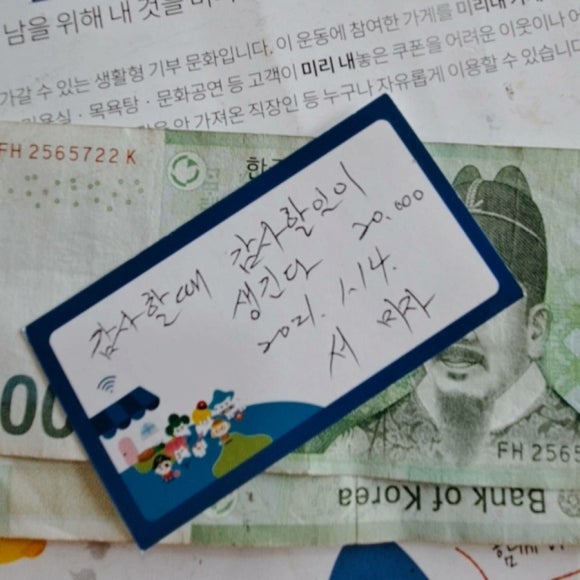 남을 위해 내 것을
가갈 수 있는 생활형 기부 문화입니다. 이 운동에 참여한 가게를 미리내
목욕탕 · 문화공연 등 고객이 미리 내놓은 쿠폰을 어려운 이웃이나
안 가져온 직장인 등 누구나 자유롭게 이용할 수 있습니다
FH 2565722 K
한국
감사할때 감사할일이
생긴다 20.000
2021. 1.14.
서 미자
00
FH 2565
Bank of Korea